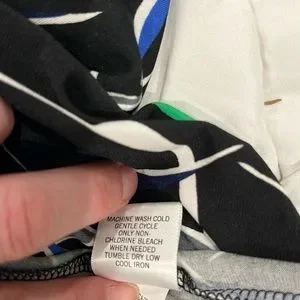 MACHINE WASH COLD
GENTLE CYCLE
ONLY NON-
CHLORINE BLEACH
WHEN NEEDED
TUMBLE DRY LOW
COOL IRON